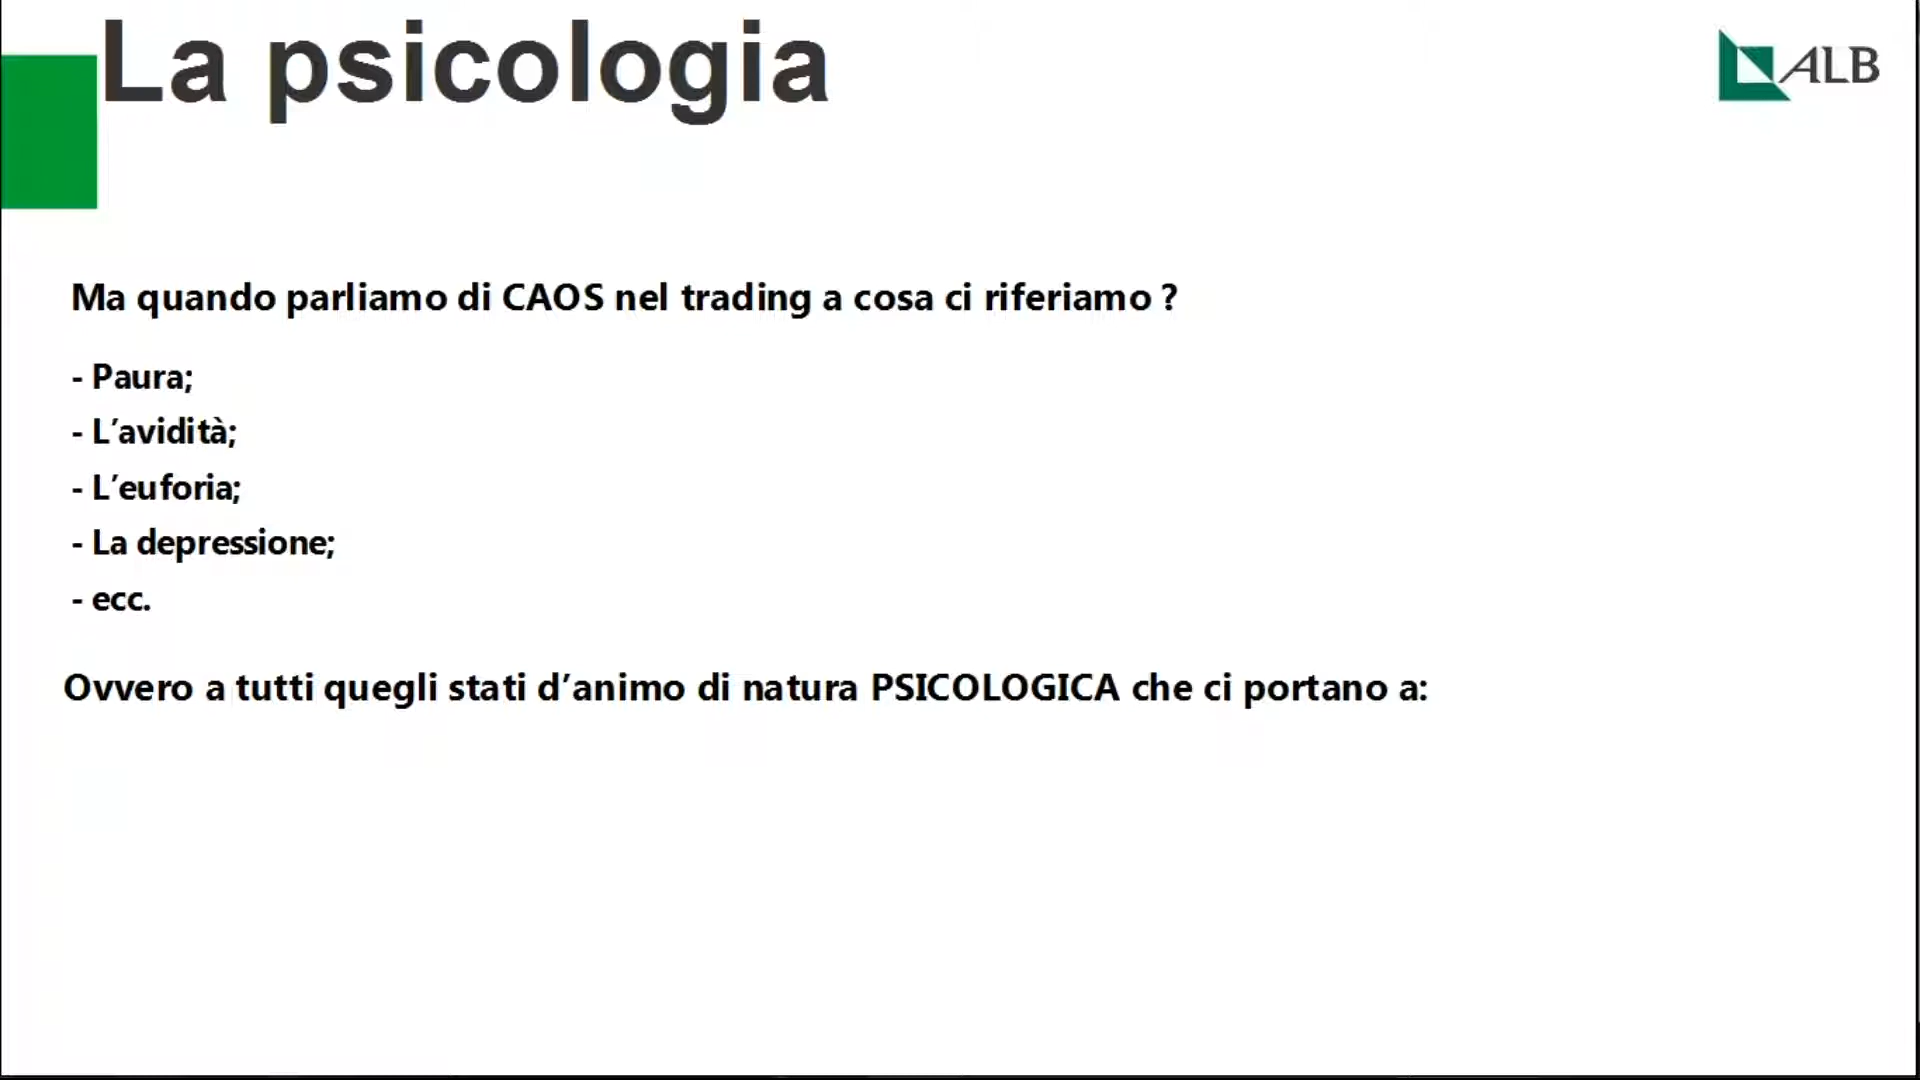 La psicologia
ALB
Ma quando parliamo di CAOS nel trading a cosa ci riferiamo ?
- Paura;
- L'avidità;
- L'euforia;
- La depressione;
- ecc.
Ovvero a tutti quegli stati d'animo di natura PSICOLOGICA che ci portano a: